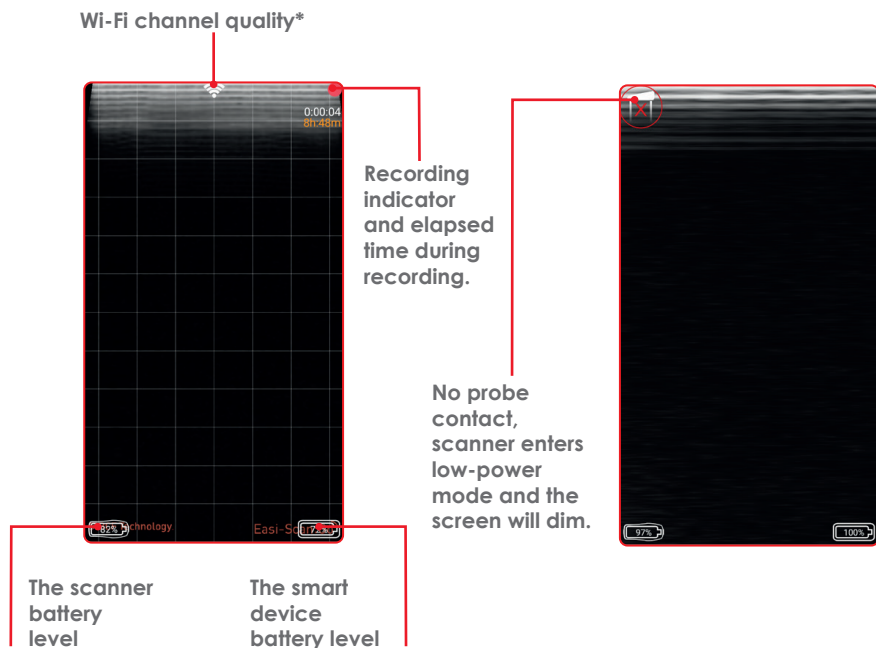 Wi-Fi channel quality*
0:00:04
8h:48m
Recording
indicator
and elapsed
time during
recording.
No probe
contact,
scanner enters
low-power
mode and the
screen will dim.
82%
Easi-Scan
72%
97%
100%
The scanner
battery
level
The smart
device
battery level